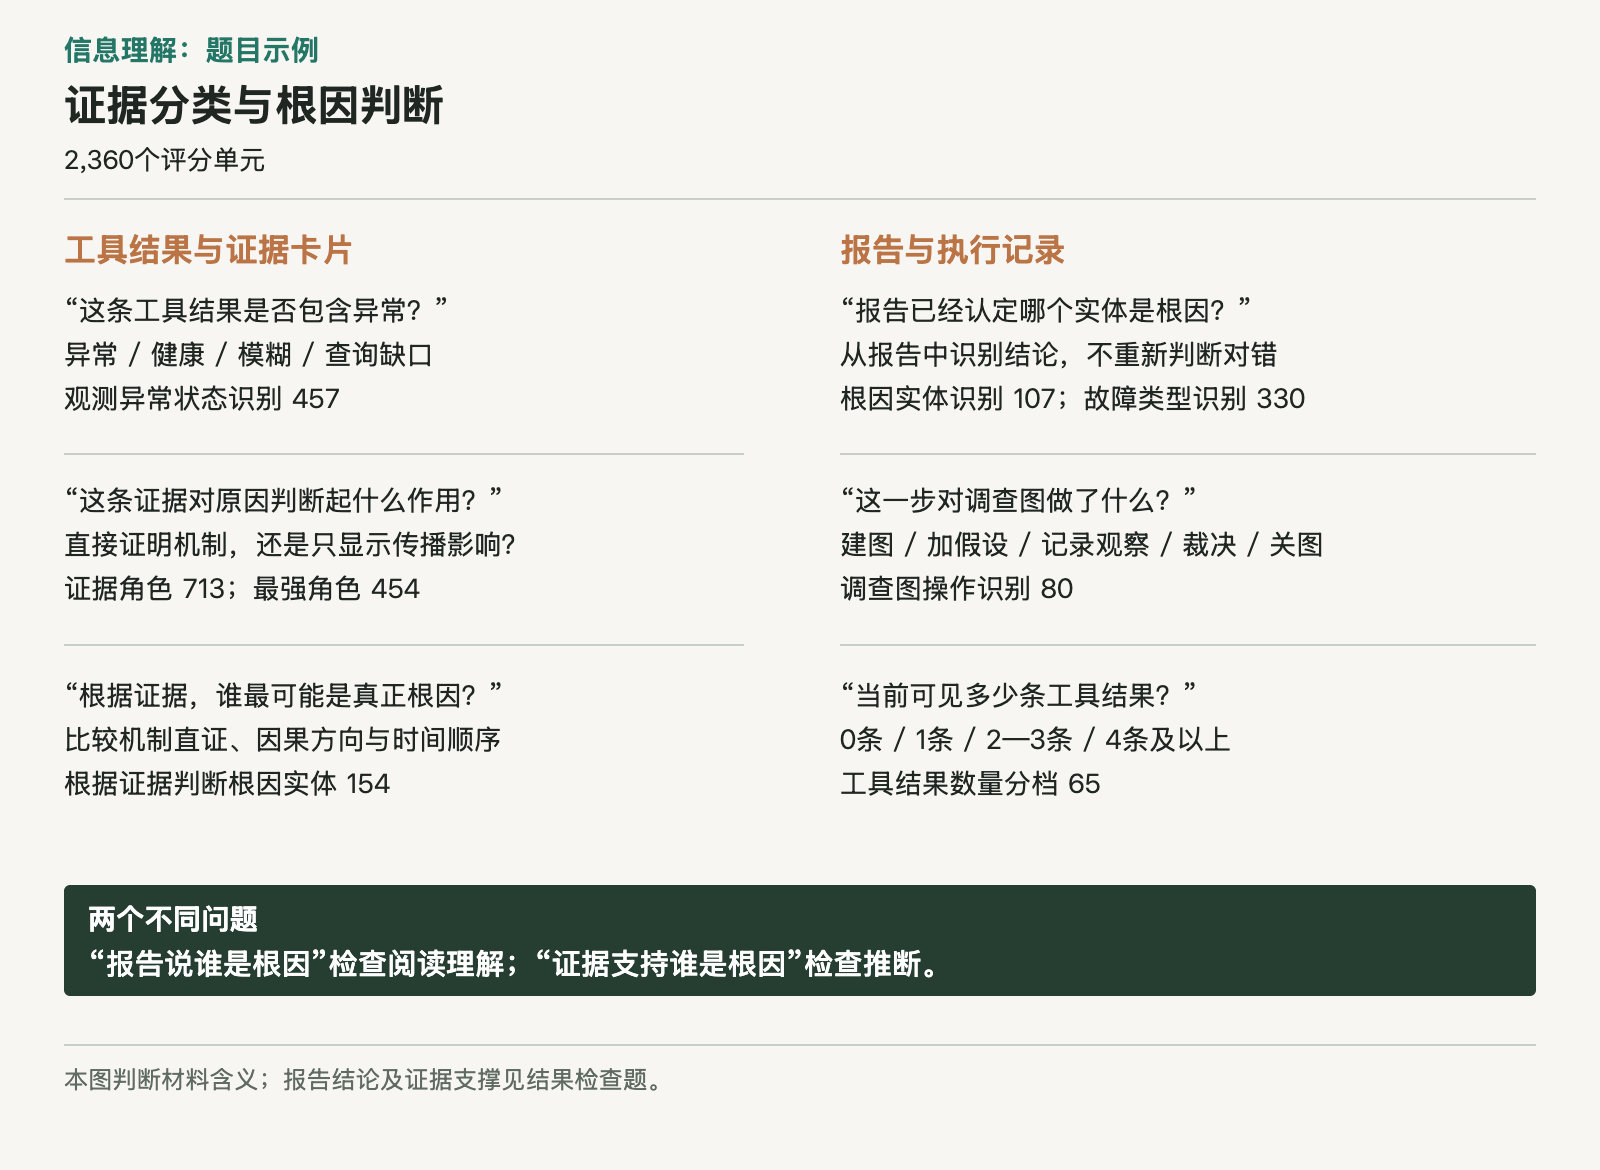 信息理解：题目示例
证据分类与根因判断
2,360个评分单元
工具结果与证据卡片
“这条工具结果是否包含异常？”
异常 / 健康 / 模糊 / 查询缺口
观测异常状态识别 457
“这条证据对原因判断起什么作用？”
直接证明机制，还是只显示传播影响?
证据角色 713；最强角色 454
“根据证据，谁最可能是真正根因？”
比较机制直证、因果方向与时间顺序
根据证据判断根因实体 154
报告与执行记录
“报告已经认定哪个实体是根因？”
从报告中识别结论，不重新判断对错
根因实体识别 107；故障类型识别 330
“这一步对调查图做了什么？”
建图 / 加假设 / 记录观察 / 裁决 / 关图
调查图操作识别 80
“当前可见多少条工具结果？”
0条 / 1条 / 2—3条 / 4条及以上
工具结果数量分档 65
两个不同问题
“报告说谁是根因”检查阅读理解；“证据支持谁是根因”检查推断。
本图判断材料含义；报告结论及证据支撑见结果检查题。